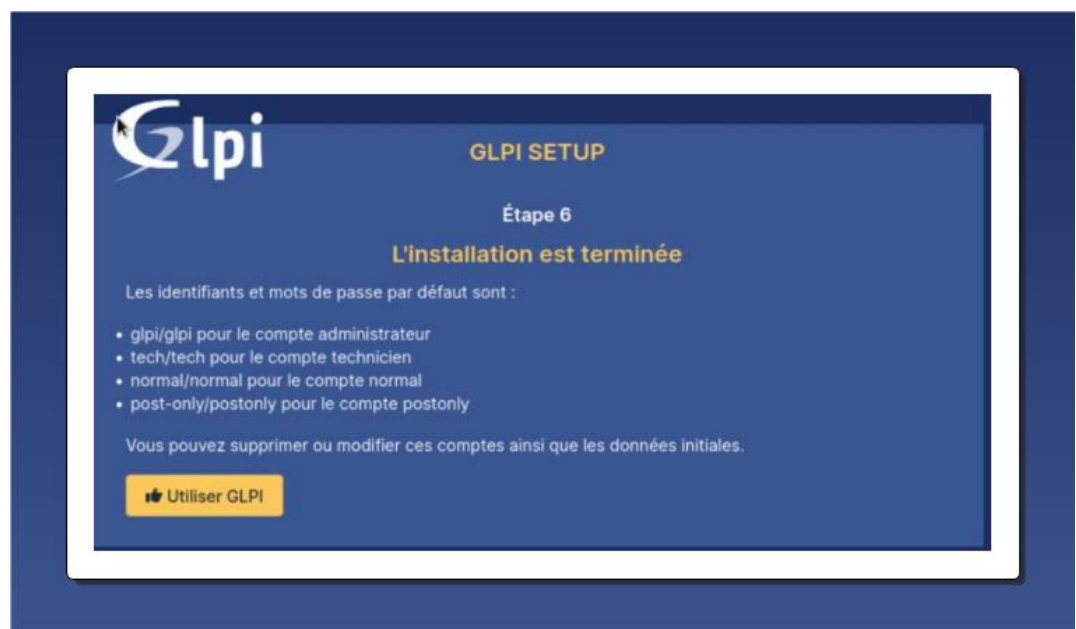 Glpi
GLPI SETUP
Étape 6
L'installation est terminée
Les identifiants et mots de passe par défaut sont :
• glpi/glpi pour le compte administrateur
• tech/tech pour le compte technicien
• normal/normal pour le compte normal
• post-only/postonly pour le compte postonly
Vous pouvez supprimer ou modifier ces comptes ainsi que les données initiales.
Utiliser GLPI